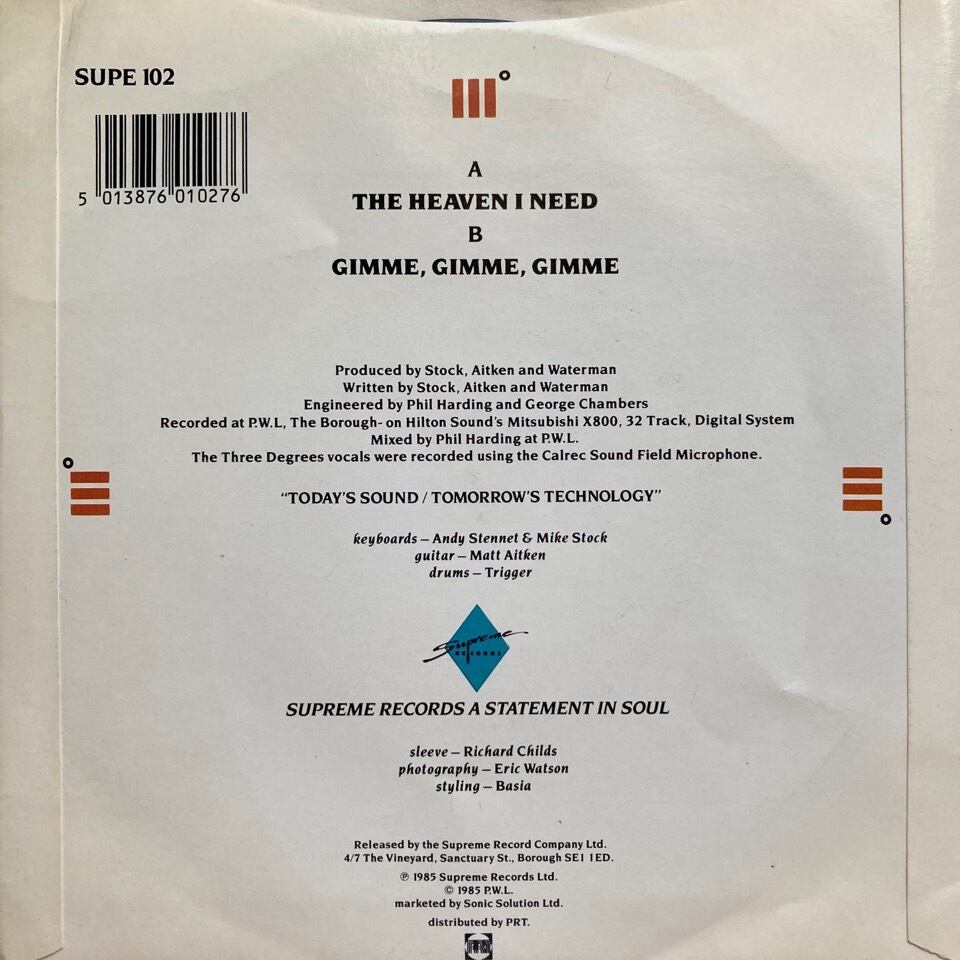 SUPE 102
5 013876 010276
A
THE HEAVEN I NEED
B
GIMME, GIMME, GIMME
Produced by Stock, Aitken and Waterman
Written by Stock, Aitken and Waterman
Engineered by Phil Harding and George Chambers
Recorded at P.W.L, The Borough- on Hilton Sound's Mitsubishi X800, 32 Track, Digital System
Mixed by Phil Harding at P.W.L.
The Three Degrees vocals were recorded using the Calrec Sound Field Microphone.
"TODAY'S SOUND / TOMORROW'S TECHNOLOGY"
keyboards – Andy Stennet & Mike Stock
guitar – Matt Aitken
drums – Trigger
Supreme
RECORDS
SUPREME RECORDS A STATEMENT IN SOUL
sleeve – Richard Childs
photography – Eric Watson
styling – Basia
Released by the Supreme Record Company Ltd.
4/7 The Vineyard, Sanctuary St., Borough SE1 1ED.
℗ 1985 Supreme Records Ltd.
© 1985 P.W.L.
marketed by Sonic Solution Ltd.
distributed by PRT.
PRT